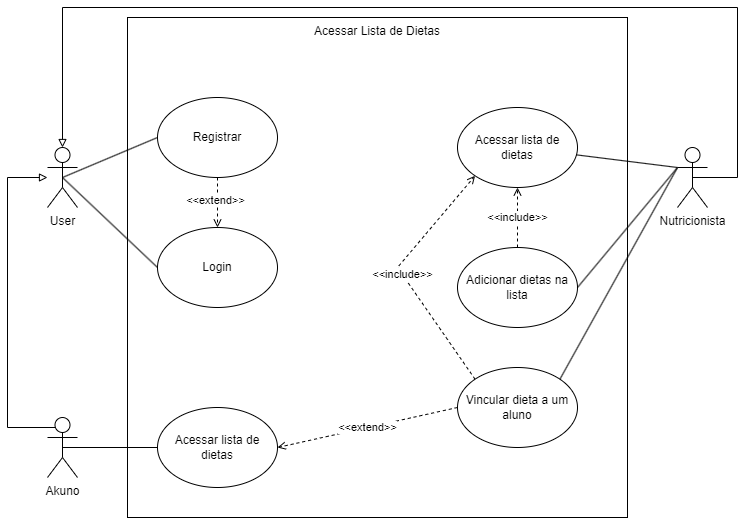 Acessar Lista de Dietas
Registrar
Acessar lista de
dietas
<<extend>>
<<include>>
User
Nutricionista
Login
<<include>>
Adicionar dietas na
lista
Vincular dieta a um
aluno
<<extend>>
Acessar lista de
dietas
Akuno